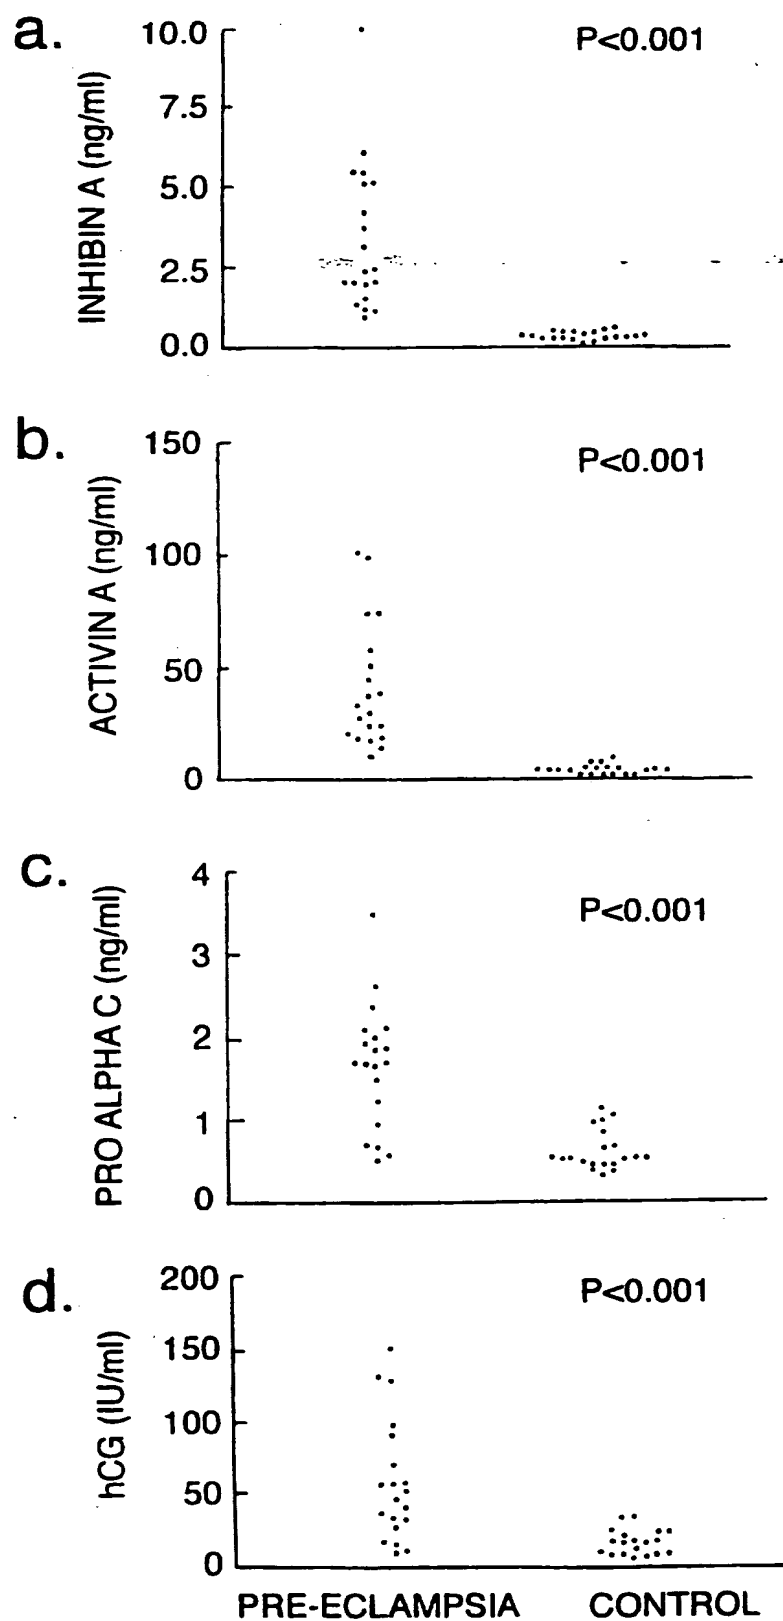 a.
P<0.001
INHIBIN A (ng/ml)
10.0
7.5
5.0
2.5
0.0
b.
P<0.001
ACTIVIN A (ng/ml)
150
100
50
0
c.
P<0.001
PRO ALPHA C (ng/ml)
4
3
2
1
0
d.
P<0.001
hCG (IU/ml)
200
150
100
50
0
PRE-ECLAMPSIA CONTROL